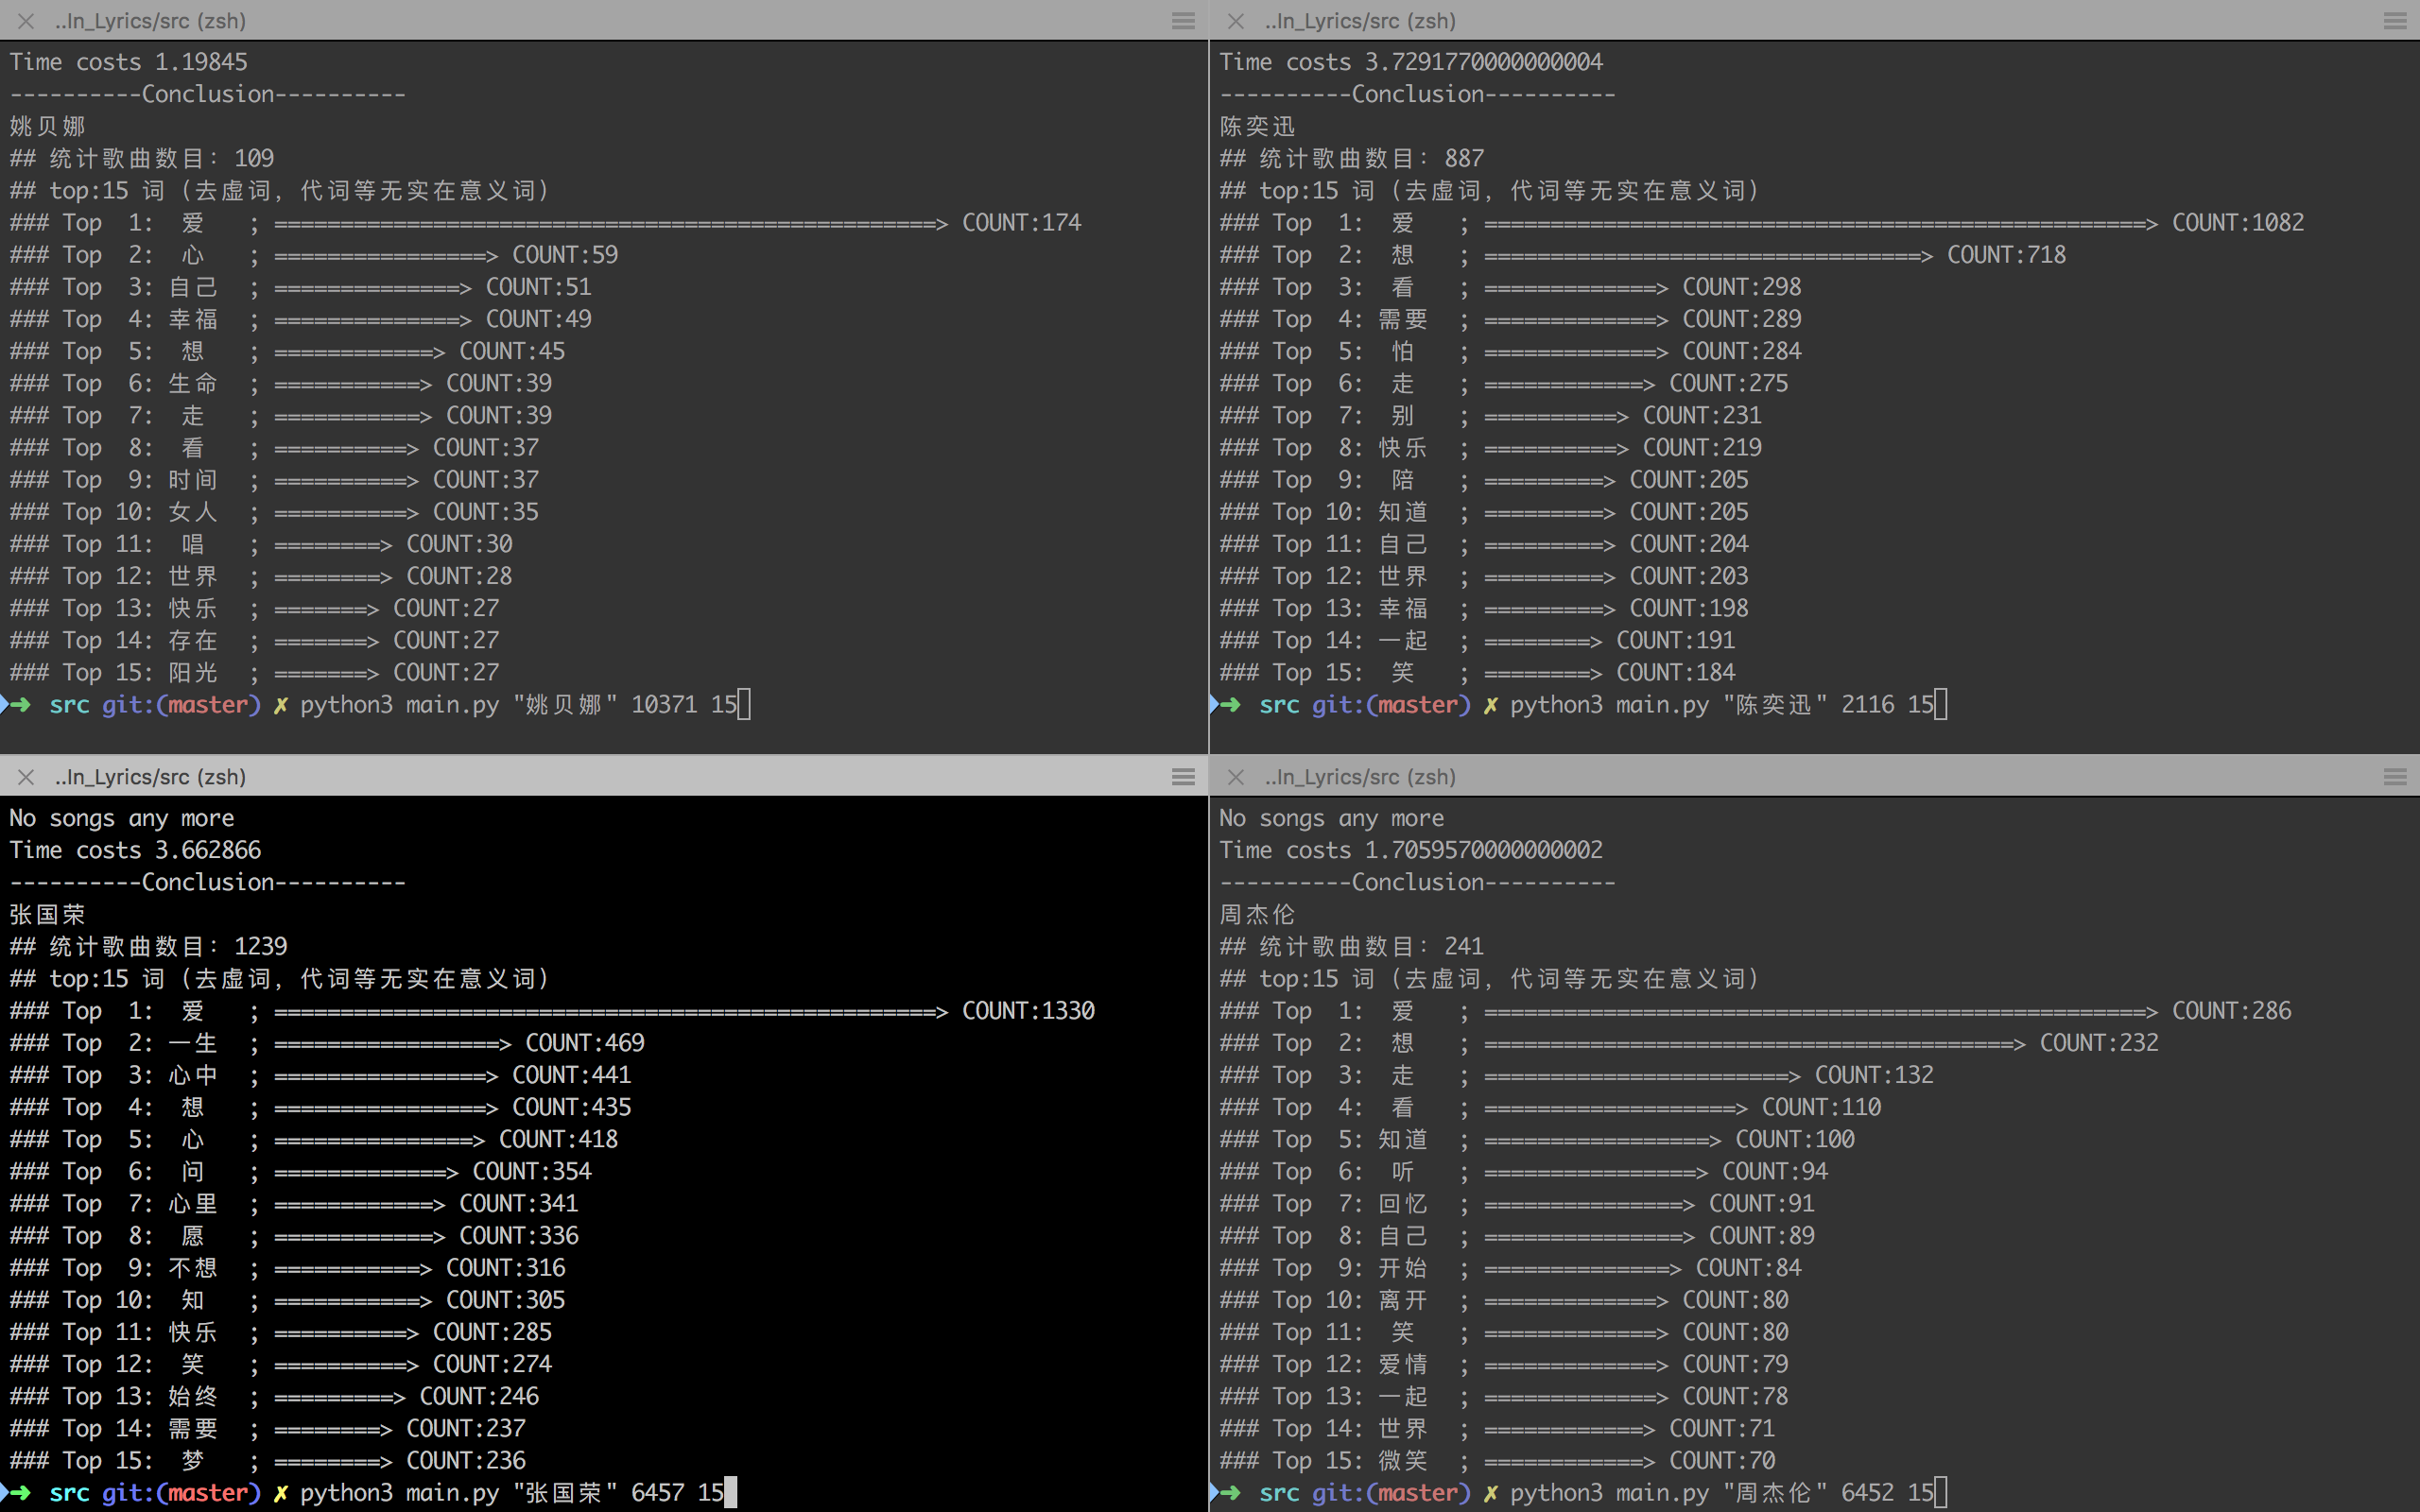 ..In_Lyrics/src (zsh)
Time costs 1.19845
----------Conclusion----------
姚贝娜
## 统计歌曲数目：109
## top:15 词（去虚词，代词等无实在意义词）
### Top  1:  爱   ; ==================================================> COUNT:174
### Top  2:  心   ; ================> COUNT:59
### Top  3: 自己  ; ==============> COUNT:51
### Top  4: 幸福  ; ==============> COUNT:49
### Top  5:  想   ; ============> COUNT:45
### Top  6: 生命  ; ===========> COUNT:39
### Top  7:  走   ; ===========> COUNT:39
### Top  8:  看   ; ==========> COUNT:37
### Top  9: 时间  ; ==========> COUNT:37
### Top 10: 女人  ; ==========> COUNT:35
### Top 11:  唱   ; ========> COUNT:30
### Top 12: 世界  ; ========> COUNT:28
### Top 13: 快乐  ; =======> COUNT:27
### Top 14: 存在  ; =======> COUNT:27
### Top 15: 阳光  ; =======> COUNT:27
➜  src git:(master) ✗ python3 main.py "姚贝娜" 10371 15
..In_Lyrics/src (zsh)
Time costs 3.7291770000000004
----------Conclusion----------
陈奕迅
## 统计歌曲数目：887
## top:15 词（去虚词，代词等无实在意义词）
### Top  1:  爱   ; ==================================================> COUNT:1082
### Top  2:  想   ; =================================> COUNT:718
### Top  3:  看   ; =============> COUNT:298
### Top  4: 需要  ; =============> COUNT:289
### Top  5:  怕   ; =============> COUNT:284
### Top  6:  走   ; ============> COUNT:275
### Top  7:  别   ; ==========> COUNT:231
### Top  8: 快乐  ; ==========> COUNT:219
### Top  9:  陪   ; =========> COUNT:205
### Top 10: 知道  ; =========> COUNT:205
### Top 11: 自己  ; =========> COUNT:204
### Top 12: 世界  ; =========> COUNT:203
### Top 13: 幸福  ; =========> COUNT:198
### Top 14: 一起  ; ========> COUNT:191
### Top 15:  笑   ; ========> COUNT:184
➜  src git:(master) ✗ python3 main.py "陈奕迅" 2116 15
..In_Lyrics/src (zsh)
No songs any more
Time costs 3.662866
----------Conclusion----------
张国荣
## 统计歌曲数目：1239
## top:15 词（去虚词，代词等无实在意义词）
### Top  1:  爱   ; ==================================================> COUNT:1330
### Top  2: 一生  ; =================> COUNT:469
### Top  3: 心中  ; ================> COUNT:441
### Top  4:  想   ; ================> COUNT:435
### Top  5:  心   ; ===============> COUNT:418
### Top  6:  问   ; =============> COUNT:354
### Top  7: 心里  ; ============> COUNT:341
### Top  8:  愿   ; ============> COUNT:336
### Top  9: 不想  ; ===========> COUNT:316
### Top 10:  知   ; ===========> COUNT:305
### Top 11: 快乐  ; ==========> COUNT:285
### Top 12:  笑   ; ==========> COUNT:274
### Top 13: 始终  ; =========> COUNT:246
### Top 14: 需要  ; ========> COUNT:237
### Top 15:  梦   ; ========> COUNT:236
➜  src git:(master) ✗ python3 main.py "张国荣" 6457 15
..In_Lyrics/src (zsh)
No songs any more
Time costs 1.7059570000000002
----------Conclusion----------
周杰伦
## 统计歌曲数目：241
## top:15 词（去虚词，代词等无实在意义词）
### Top  1:  爱   ; ==================================================> COUNT:286
### Top  2:  想   ; ========================================> COUNT:232
### Top  3:  走   ; =======================> COUNT:132
### Top  4:  看   ; ===================> COUNT:110
### Top  5: 知道  ; =================> COUNT:100
### Top  6:  听   ; ================> COUNT:94
### Top  7: 回忆  ; ===============> COUNT:91
### Top  8: 自己  ; ===============> COUNT:89
### Top  9: 开始  ; ==============> COUNT:84
### Top 10: 离开  ; =============> COUNT:80
### Top 11:  笑   ; =============> COUNT:80
### Top 12: 爱情  ; =============> COUNT:79
### Top 13: 一起  ; =============> COUNT:78
### Top 14: 世界  ; ============> COUNT:71
### Top 15: 微笑  ; ============> COUNT:70
➜  src git:(master) ✗ python3 main.py "周杰伦" 6452 15